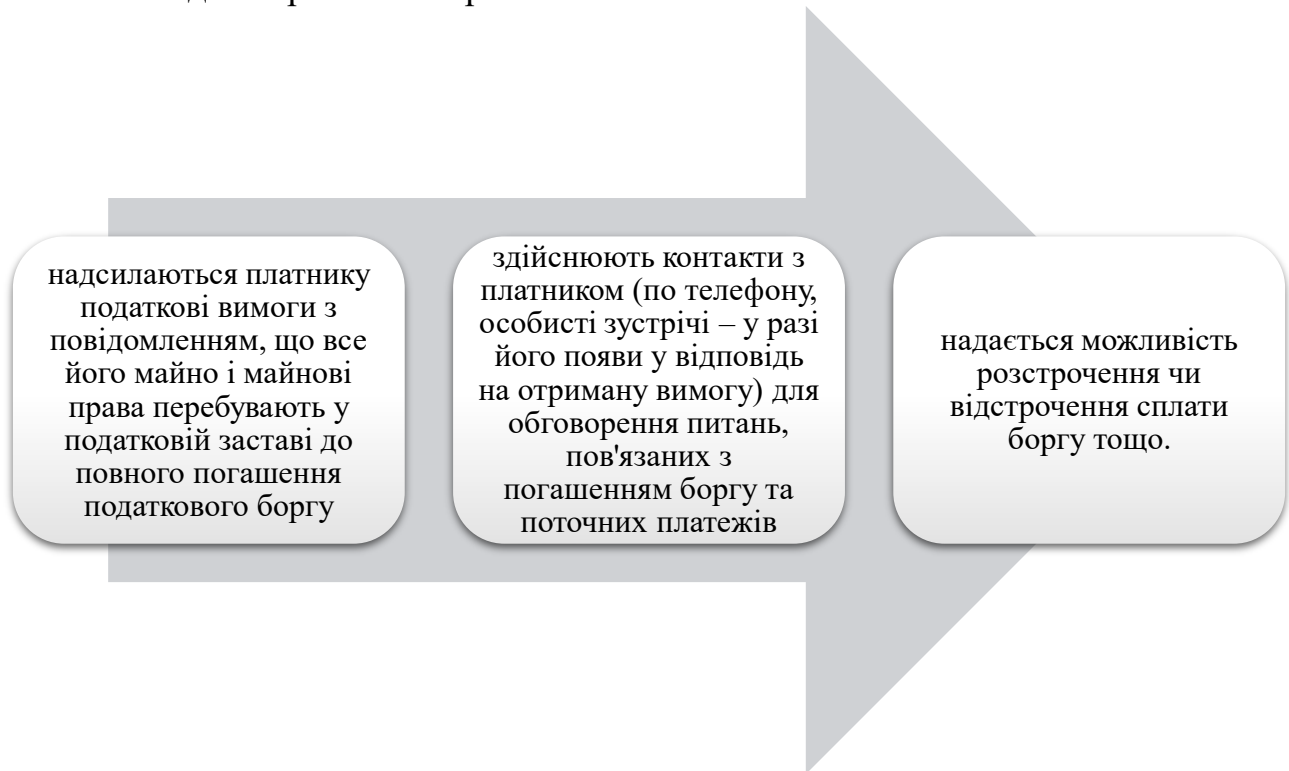 надсилаються платнику
податкові вимоги з
повідомленням, що все
його майно і майнові
права перебувають у
податковій заставі до
повного погашення
податкового боргу
здійснюють контакти з
платником (по телефону,
особисті зустрічі – у разі
його появи у відповідь
на отриману вимогу) для
обговорення питань,
пов'язаних з
погашенням боргу та
поточних платежів
надається можливість
розстрочення чи
відстрочення сплати
боргу тощо.